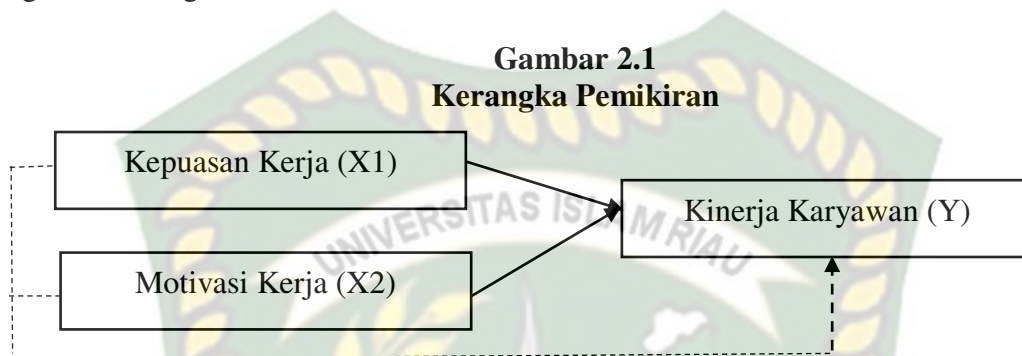 Gambar 2.1
Kerangka Pemikiran
Kepuasan Kerja (X1)
Kinerja Karyawan (Y)
Motivasi Kerja (X2)
UNIVERSITAS ISLAM RIAU